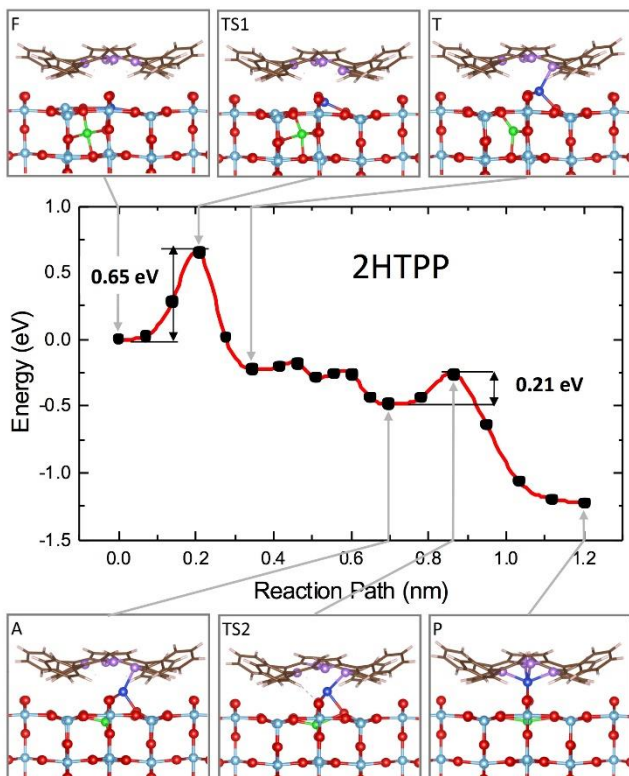 F
TS1
T
1.0
2HTPP
0.65 eV
0.5
0.0
-0.5
0.21 eV
-1.0
-1.5
Energy (eV)
0.0 0.2 0.4 0.6 0.8 1.0 1.2
Reaction Path (nm)
A
TS2
P